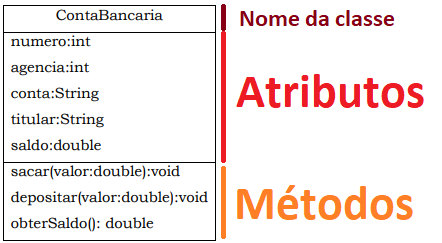 ContaBancaria
Nome da classe
numero:int
agencia:int
conta:String
titular:String
saldo:double
Atributos
sacar(valor:double):void
depositar(valor:double):void
obterSaldo(): double
Métodos